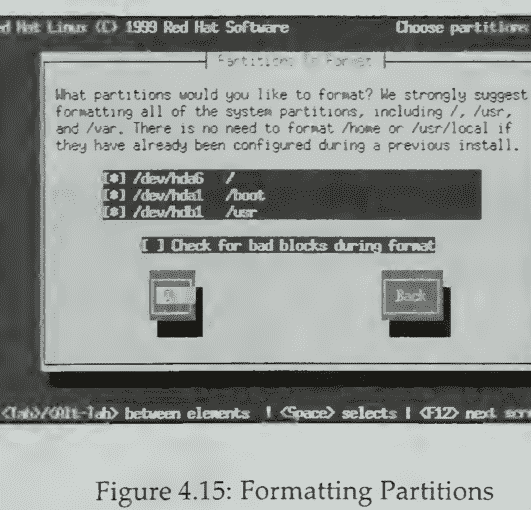 ed Hat Linux (C) 1999 Red Hat Software Choose partitions
Partitions To Format
What partitions would you like to format? We strongly suggest
formatting all of the system partitions, including /, /usr,
and /var. There is no need to format /home or /usr/local if
they have already been configured during a previous install.
[*] /dev/hda6 /
[*] /dev/hda1 /boot
[*] /dev/hdb1 /usr
[ ] Check for bad blocks during format
Ok Back
<Tab>/<Alt-Tab> between elements | <Space> selects | <F12> next scre
Figure 4.15: Formatting Partitions